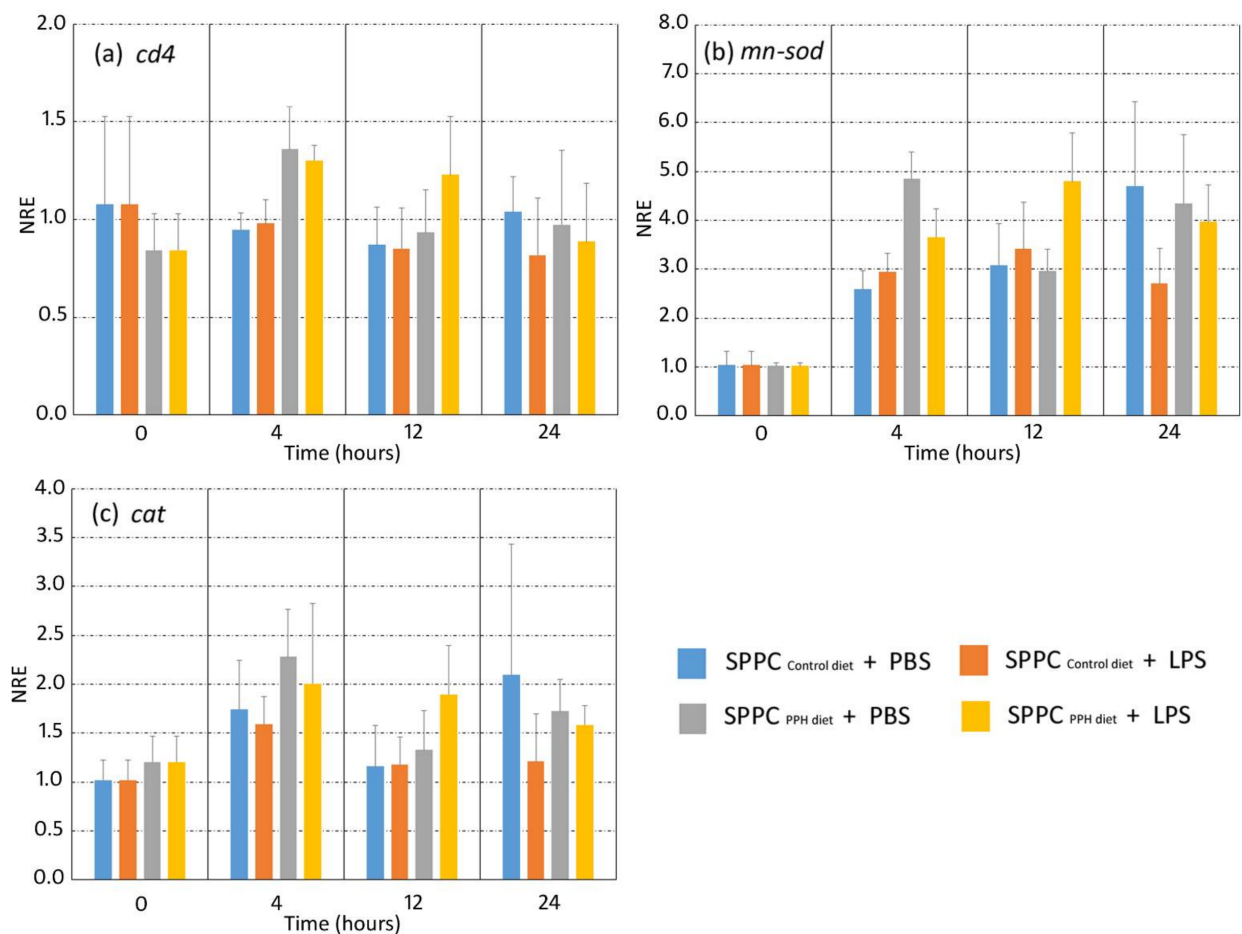 (a) cd4
2.0
1.5
1.0
0.5
0.0
NRE
0 4 12 24
Time (hours)
(b) mn-sod
8.0
7.0
6.0
5.0
4.0
3.0
2.0
1.0
0.0
NRE
0 4 12 24
Time (hours)
(c) cat
4.0
3.5
3.0
2.5
2.0
1.5
1.0
0.5
0.0
NRE
0 4 12 24
Time (hours)
SPPC Control diet + PBS
SPPC Control diet + LPS
SPPC PPH diet + PBS
SPPC PPH diet + LPS